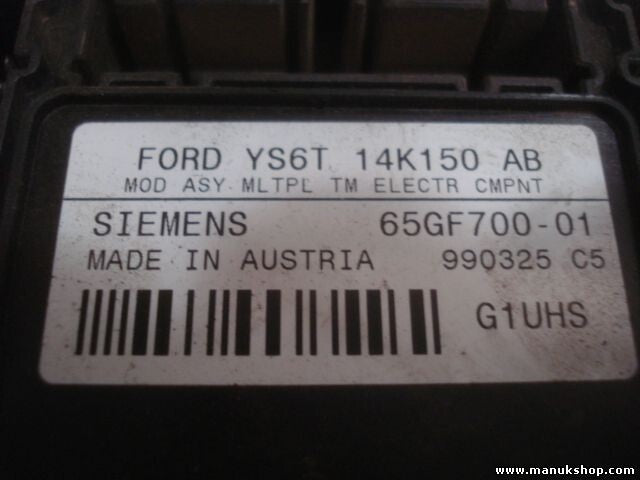 FORD YS6T 14K150 AB
MOD ASY MLTPL TM ELECTR CMPNT
SIEMENS 65GF700-01
MADE IN AUSTRIA 990325 C5
G1UHS
www.manukshop.com